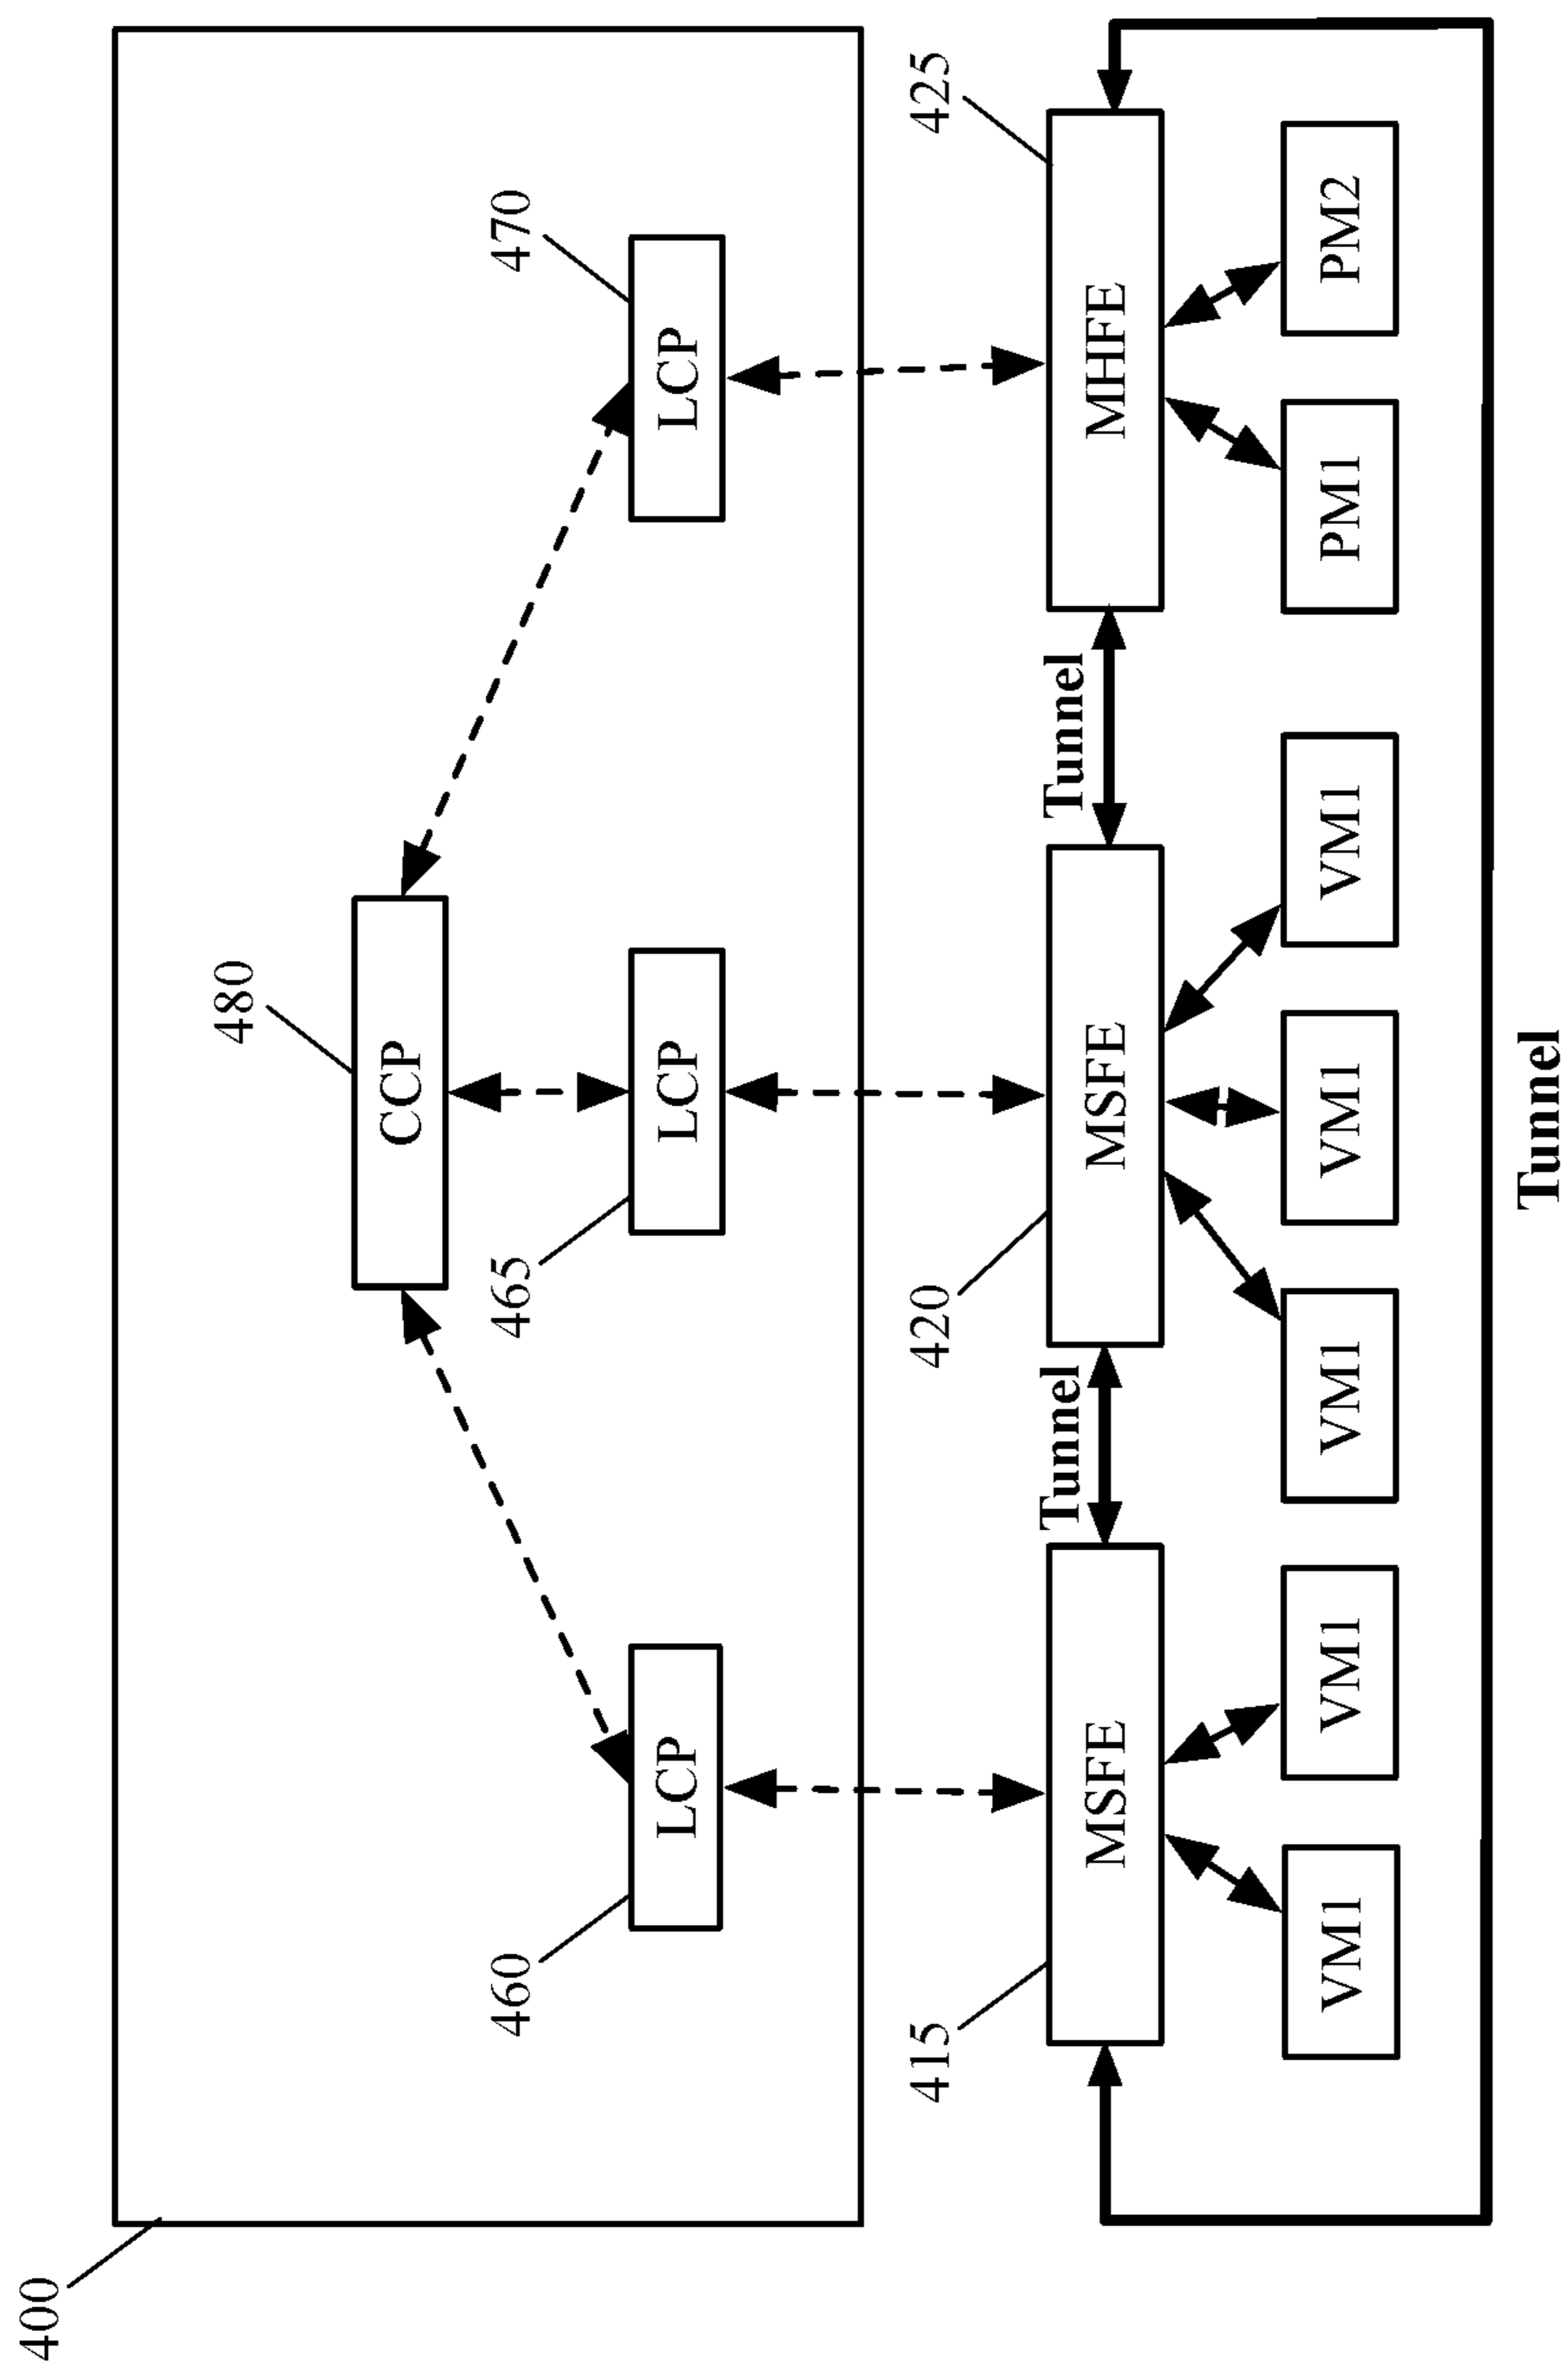 400
480
CCP
460
465
470
LCP
LCP
LCP
415
420
425
Tunnel
Tunnel
MSFE
MSFE
MHFE
VM1
VM1
VM1
VM1
VM1
PM1
PM2
Tunnel